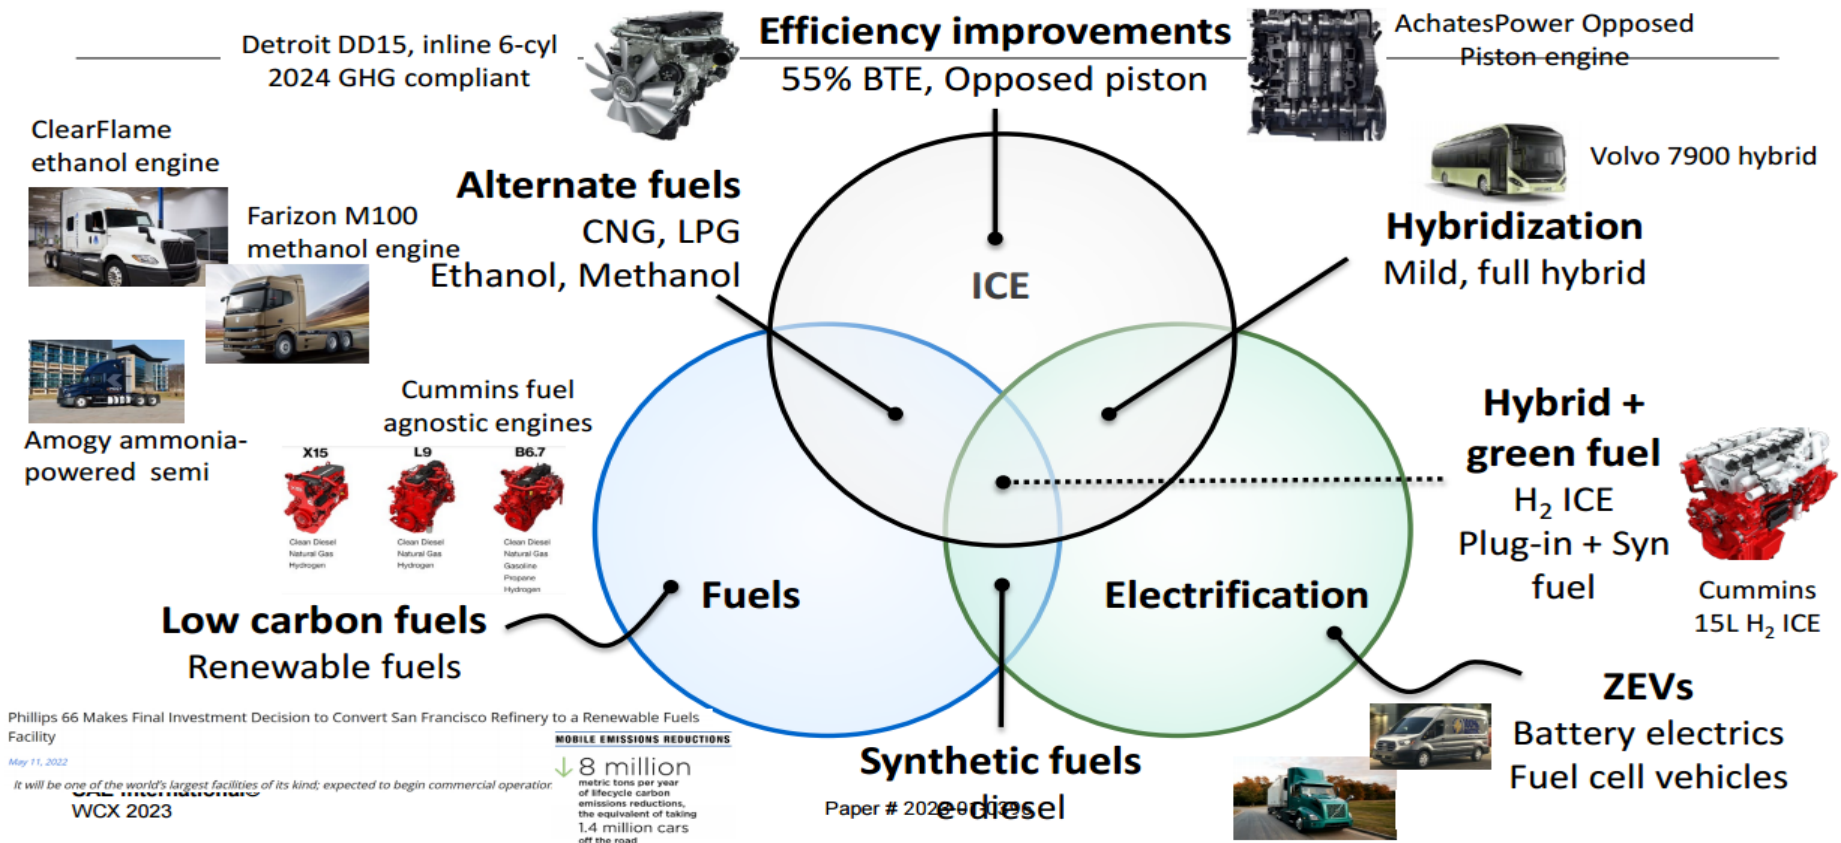 Detroit DD15, inline 6-cyl
2024 GHG compliant
Efficiency improvements
55% BTE, Opposed piston
AchatesPower Opposed
Piston engine
ClearFlame
ethanol engine
Farizon M100
methanol engine
Alternate fuels
CNG, LPG
Ethanol, Methanol
Volvo 7900 hybrid
Hybridization
Mild, full hybrid
ICE
Amogy ammonia-
powered semi
Cummins fuel
agnostic engines
X15
Clean Diesel
Natural Gas
Hydrogen
L9
Clean Diesel
Natural Gas
Hydrogen
B6.7
Clean Diesel
Natural Gas
Gasoline
Propane
Hydrogen
Hybrid +
green fuel
H₂ ICE
Plug-in + Syn
fuel
Cummins
15L H₂ ICE
Fuels
Electrification
Low carbon fuels
Renewable fuels
ZEVs
Battery electrics
Fuel cell vehicles
Synthetic fuels
e-diesel
Phillips 66 Makes Final Investment Decision to Convert San Francisco Refinery to a Renewable Fuels
Facility
May 11, 2022
It will be one of the world's largest facilities of its kind; expected to begin commercial operation
MOBILE EMISSIONS REDUCTIONS
8 million
metric tons per year
of lifecycle carbon
emissions reductions,
the equivalent of taking
1.4 million cars
off the road
SAE International®
WCX 2023
Paper #